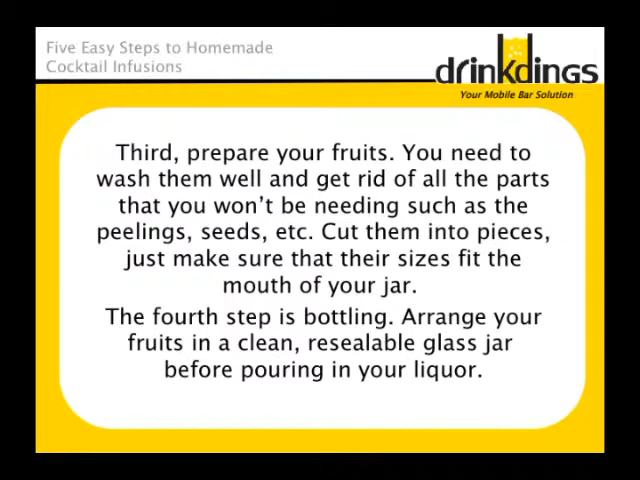 Five Easy Steps to Homemade
Cocktail Infusions
drinkdings
Your Mobile Bar Solution
Third, prepare your fruits. You need to
wash them well and get rid of all the parts
that you won't be needing such as the
peelings, seeds, etc. Cut them into pieces,
just make sure that their sizes fit the
mouth of your jar.
The fourth step is bottling. Arrange your
fruits in a clean, resealable glass jar
before pouring in your liquor.